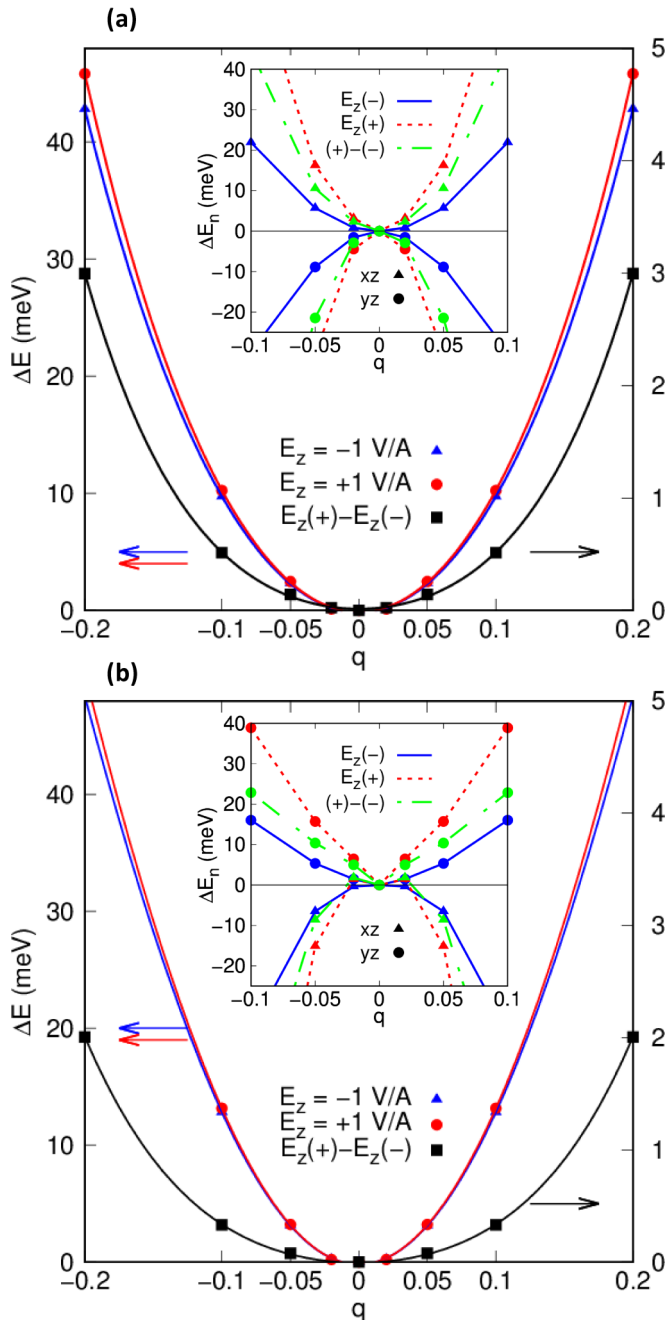 (a)
40
30
20
10
0
−10
−20
ΔEn (meV)
Ez(−)
Ez(+)
(+)−(−)
xz
yz
−0.1 −0.05 0 0.05 0.1
q
40
30
20
10
0
ΔE (meV)
5
4
3
2
1
0
Ez = −1 V/A
Ez = +1 V/A
Ez(+)−Ez(−)
−0.2 −0.1 −0.05 0 0.05 0.1 0.2
q
(b)
40
30
20
10
0
−10
−20
ΔEn (meV)
Ez(−)
Ez(+)
(+)−(−)
xz
yz
−0.1 −0.05 0 0.05 0.1
q
40
30
20
10
0
ΔE (meV)
5
4
3
2
1
0
Ez = −1 V/A
Ez = +1 V/A
Ez(+)−Ez(−)
−0.2 −0.1 −0.05 0 0.05 0.1 0.2
q